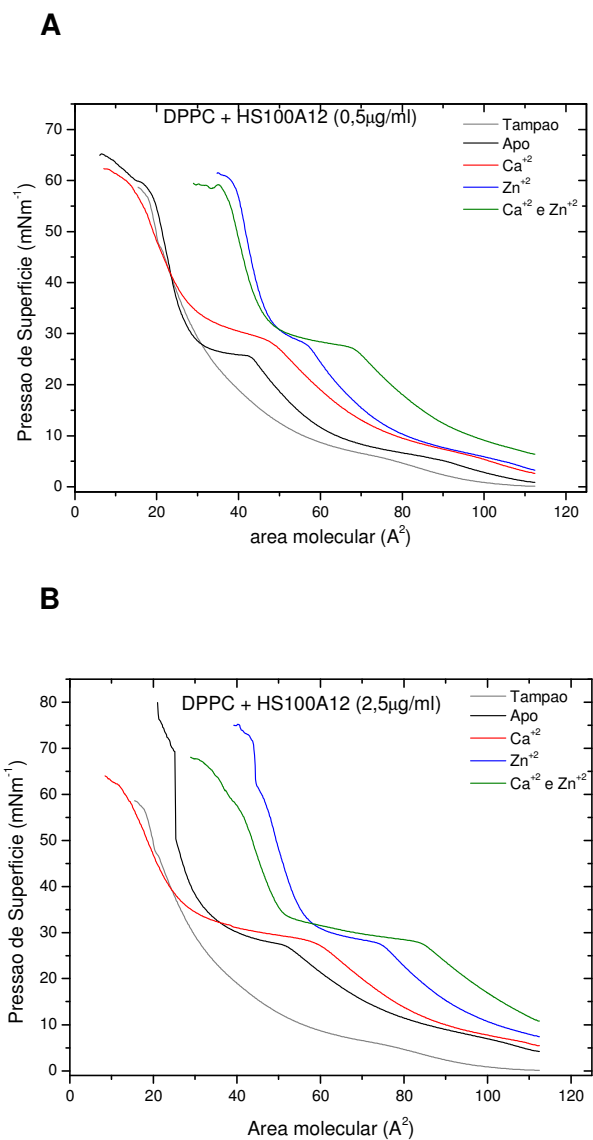 A
DPPC + HS100A12 (0,5µg/ml)
Tampao
Apo
Ca+2
Zn+2
Ca+2 e Zn+2
70
60
50
40
30
20
10
0
Pressao de Superficie (mNm-1)
0 20 40 60 80 100 120
area molecular (A2)
B
DPPC + HS100A12 (2,5µg/ml)
Tampao
Apo
Ca+2
Zn+2
Ca+2 e Zn+2
80
70
60
50
40
30
20
10
0
Pressao de Superficie (mNm-1)
0 20 40 60 80 100 120
Area molecular (A2)